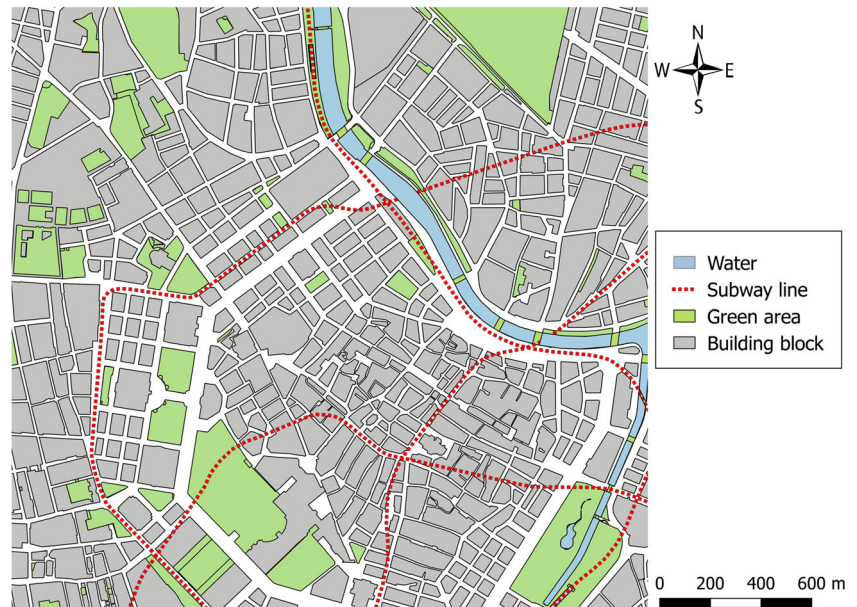 N
W E
S
Water
Subway line
Green area
Building block
0 200 400 600 m